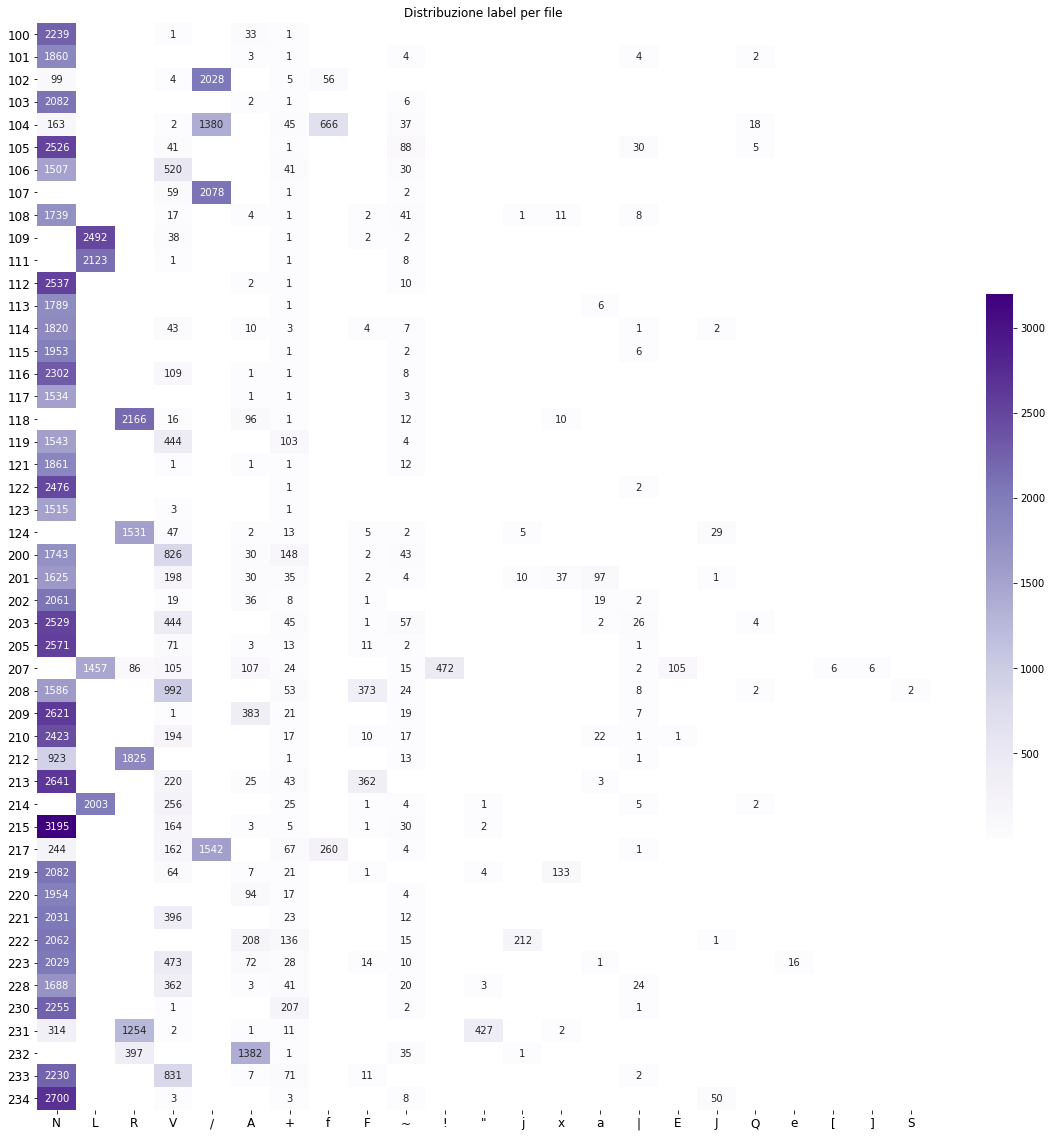 Distribuzione label per file
100 2239 1 33 1
101 1860 3 1 4 4 2
102 99 4 2028 5 56
103 2082 2 1 6
104 163 2 1380 45 666 37 18
105 2526 41 1 88 30 5
106 1507 520 41 30
107 59 2078 1 2
108 1739 17 4 1 2 41 1 11 8
109 2492 38 1 2 2
111 2123 1 1 8
112 2537 2 1 10
113 1789 1 6
114 1820 43 10 3 4 7 1 2
115 1953 1 2 6
116 2302 109 1 1 8
117 1534 1 1 3
118 2166 16 96 1 12 10
119 1543 444 103 4
121 1861 1 1 1 12
122 2476 1 2
123 1515 3 1
124 1531 47 2 13 5 2 5 29
200 1743 826 30 148 2 43
201 1625 198 30 35 2 4 10 37 97 1
202 2061 19 36 8 1 19 2
203 2529 444 45 1 57 2 26 4
205 2571 71 3 13 11 2 1
207 1457 86 105 107 24 15 472 2 105 6 6
208 1586 992 53 373 24 8 2 2
209 2621 1 383 21 19 7
210 2423 194 17 10 17 22 1 1
212 923 1825 1 13 1
213 2641 220 25 43 362 3
214 2003 256 25 1 4 1 5 2
215 3195 164 3 5 1 30 2
217 244 162 1542 67 260 4 1
219 2082 64 7 21 1 4 133
220 1954 94 17 4
221 2031 396 23 12
222 2062 208 136 15 212 1
223 2029 473 72 28 14 10 1 16
228 1688 362 3 41 20 3 24
230 2255 1 207 2 1
231 314 1254 2 1 11 427 2
232 397 1382 1 35 1
233 2230 831 7 71 11 2
234 2700 3 3 8 50
N L R V / A + f F ~ ! " j x a | E J Q e [ ] S
3000
2500
2000
1500
1000
500